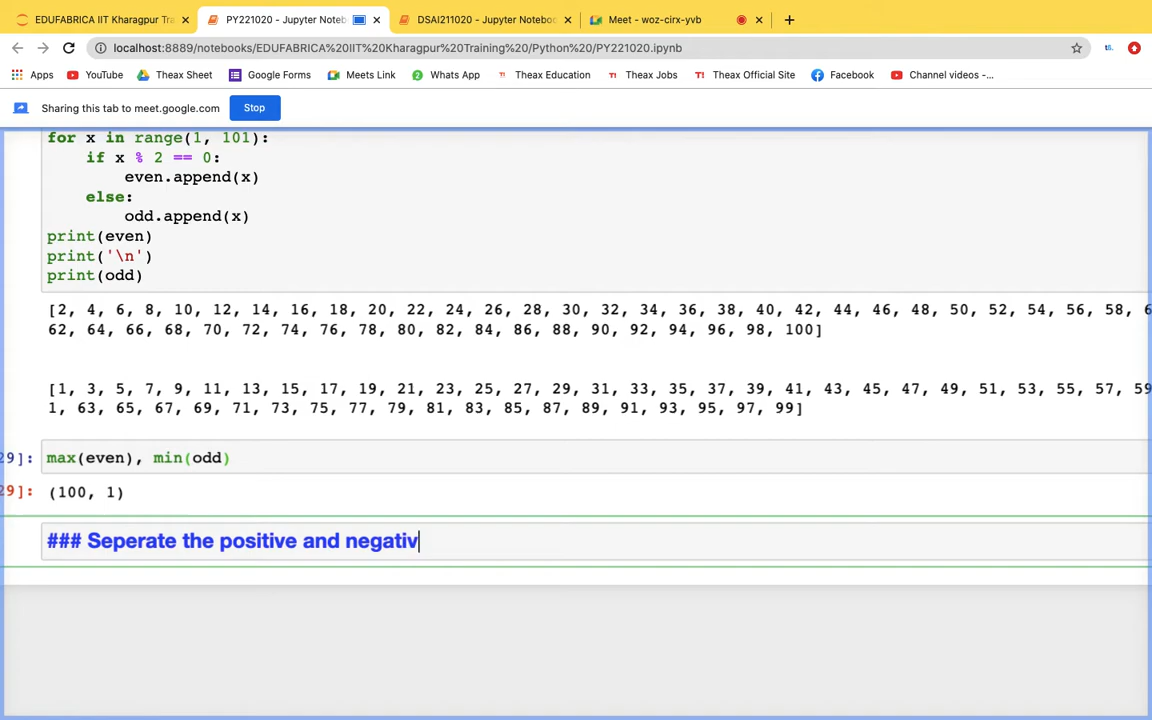 EDUFABRICA IIT Kharagpur Tra
PY221020 - Jupyter Noteb
DSAI211020 - Jupyter Noteboo
Meet - woz-cirx-yvb
localhost:8889/notebooks/EDUFABRICA%20IIT%20Kharagpur%20Training%20/Python%20/PY221020.ipynb
Apps
YouTube
Theax Sheet
Google Forms
Meets Link
2 Whats App
T! Theax Education
T! Theax Jobs
T! Theax Official Site
Facebook
Channel videos -...
Sharing this tab to meet.google.com
Stop
for x in range(1, 101):
if x % 2 == 0:
even.append(x)
else:
odd.append(x)
print(even)
print('\n')
print(odd)
[2, 4, 6, 8, 10, 12, 14, 16, 18, 20, 22, 24, 26, 28, 30, 32, 34, 36, 38, 40, 42, 44, 46, 48, 50, 52, 54, 56, 58, 6
62, 64, 66, 68, 70, 72, 74, 76, 78, 80, 82, 84, 86, 88, 90, 92, 94, 96, 98, 100]
[1, 3, 5, 7, 9, 11, 13, 15, 17, 19, 21, 23, 25, 27, 29, 31, 33, 35, 37, 39, 41, 43, 45, 47, 49, 51, 53, 55, 57, 59
1, 63, 65, 67, 69, 71, 73, 75, 77, 79, 81, 83, 85, 87, 89, 91, 93, 95, 97, 99]
29]: max(even), min(odd)
29]: (100, 1)
### Seperate the positive and negativ